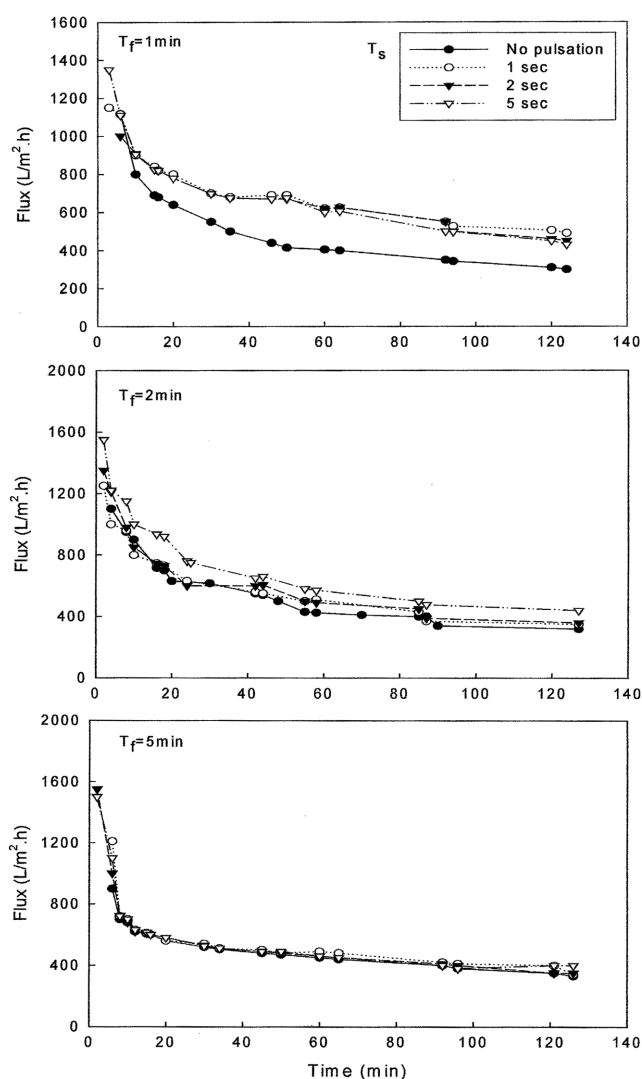 1600
1400
1200
1000
800
600
400
200
0
Flux (L/m².h)
T_f=1min
T_s
No pulsation
1 sec
2 sec
5 sec
0 20 40 60 80 100 120 140
2000
1600
1200
800
400
0
Flux (L/m².h)
T_f=2min
0 20 40 60 80 100 120 140
2000
1600
1200
800
400
0
Flux (L/m².h)
T_f=5min
0 20 40 60 80 100 120 140
Time (min)